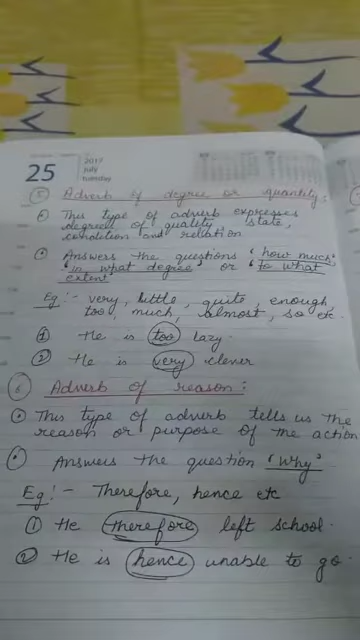 25
2017
July
Tuesday
⑤ Adverb of degree or quantity:
This type of adverb expresses
degree of quality, state,
condition and relation
Answers the questions 'how much'
'in what degree' or 'to what
extent'
Eg:- very, little, quite, enough
too, much, almost, so etc.
① He is too lazy.
② He is very clever
⑥ Adverb of reason:
This type of adverb tells us the
reason or purpose of the action
Answers the question 'Why'
Eg:- Therefore, hence etc
① He therefore left school.
② He is hence unable to go.